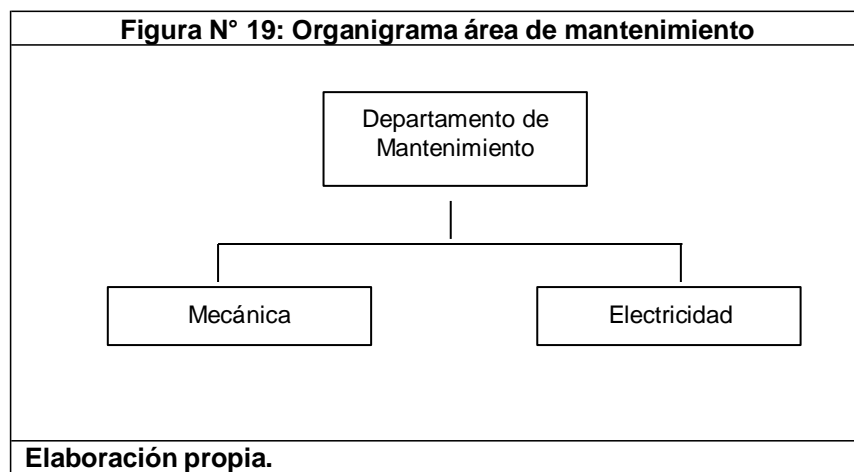 Figura N° 19: Organigrama área de mantenimiento
Departamento de
Mantenimiento
Mecánica
Electricidad
Elaboración propia.